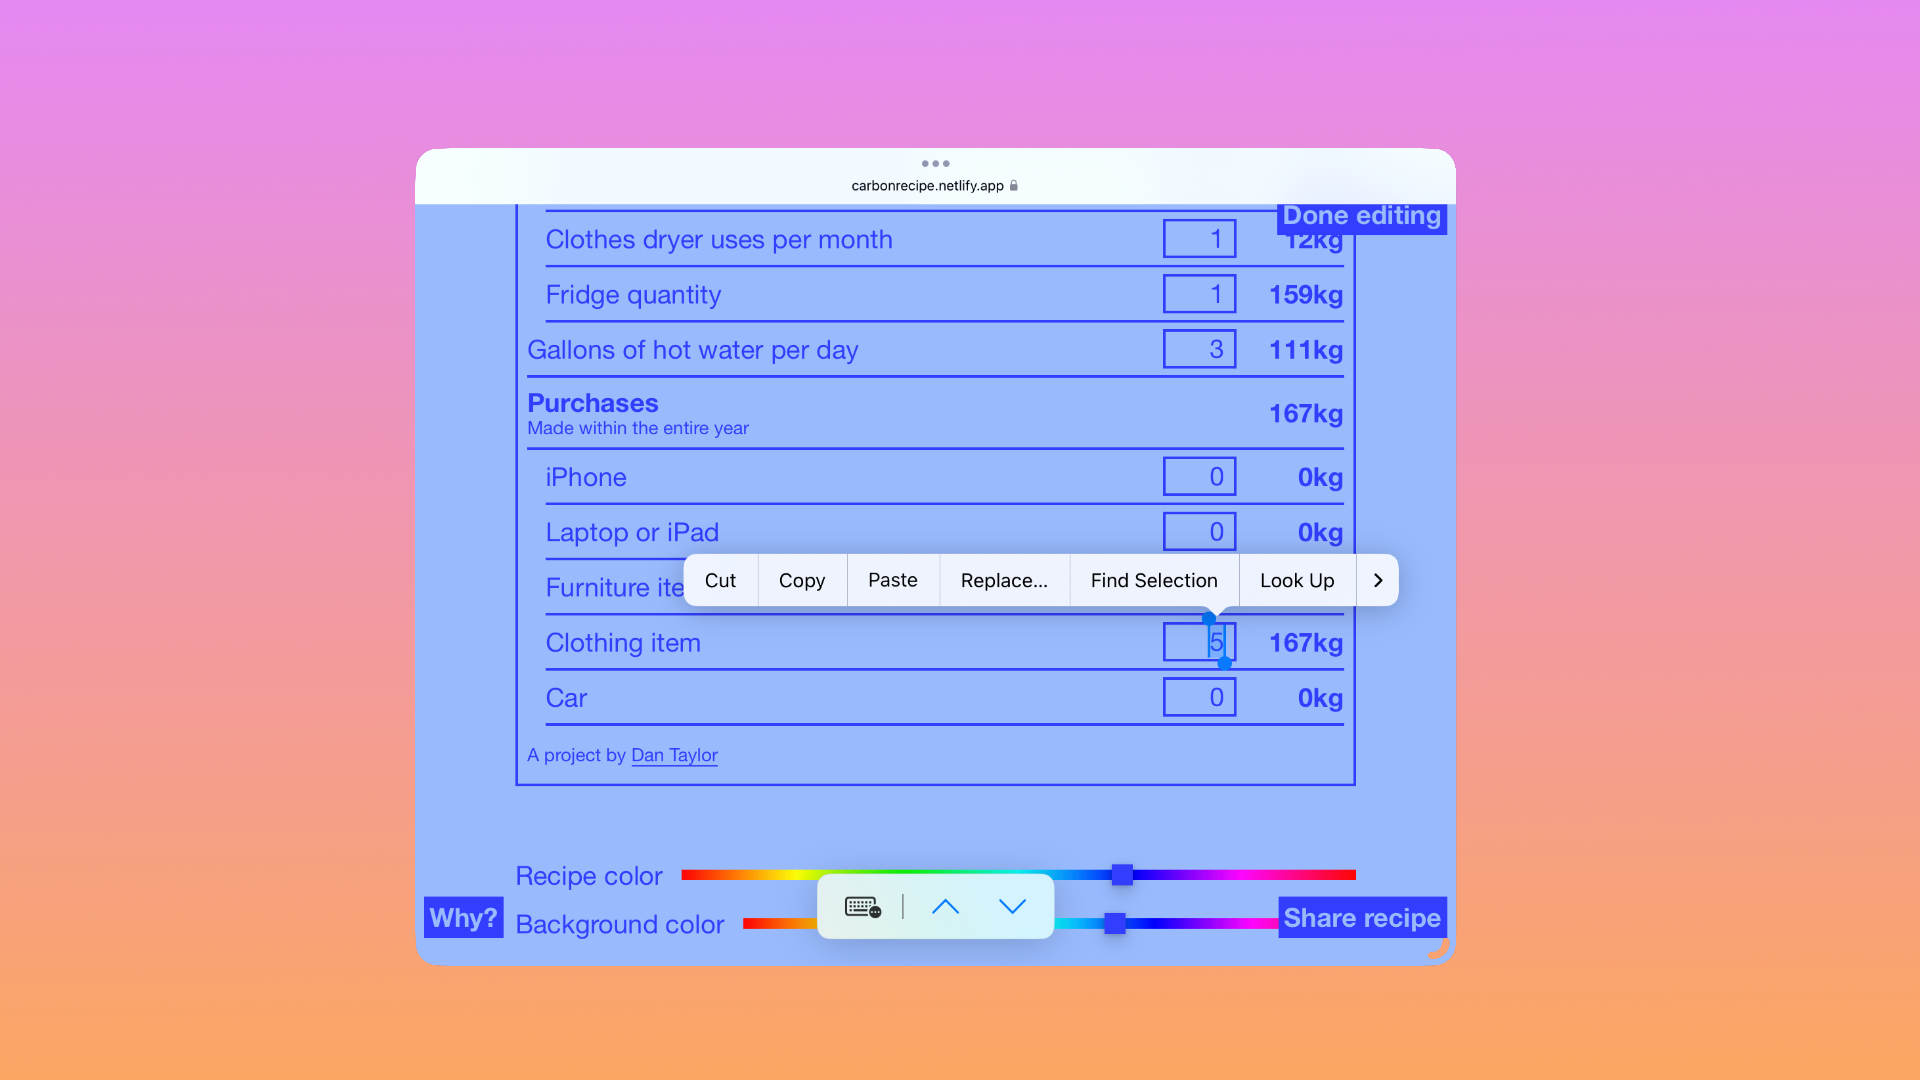 carbonrecipe.netlify.app
Done editing
Clothes dryer uses per month 1 12kg
Fridge quantity 1 159kg
Gallons of hot water per day 3 111kg
Purchases 167kg
Made within the entire year
iPhone 0 0kg
Laptop or iPad 0 0kg
Cut Copy Paste Replace... Find Selection Look Up
Furniture ite
Clothing item 5 167kg
Car 0 0kg
A project by Dan Taylor
Recipe color
Why? Background color Share recipe